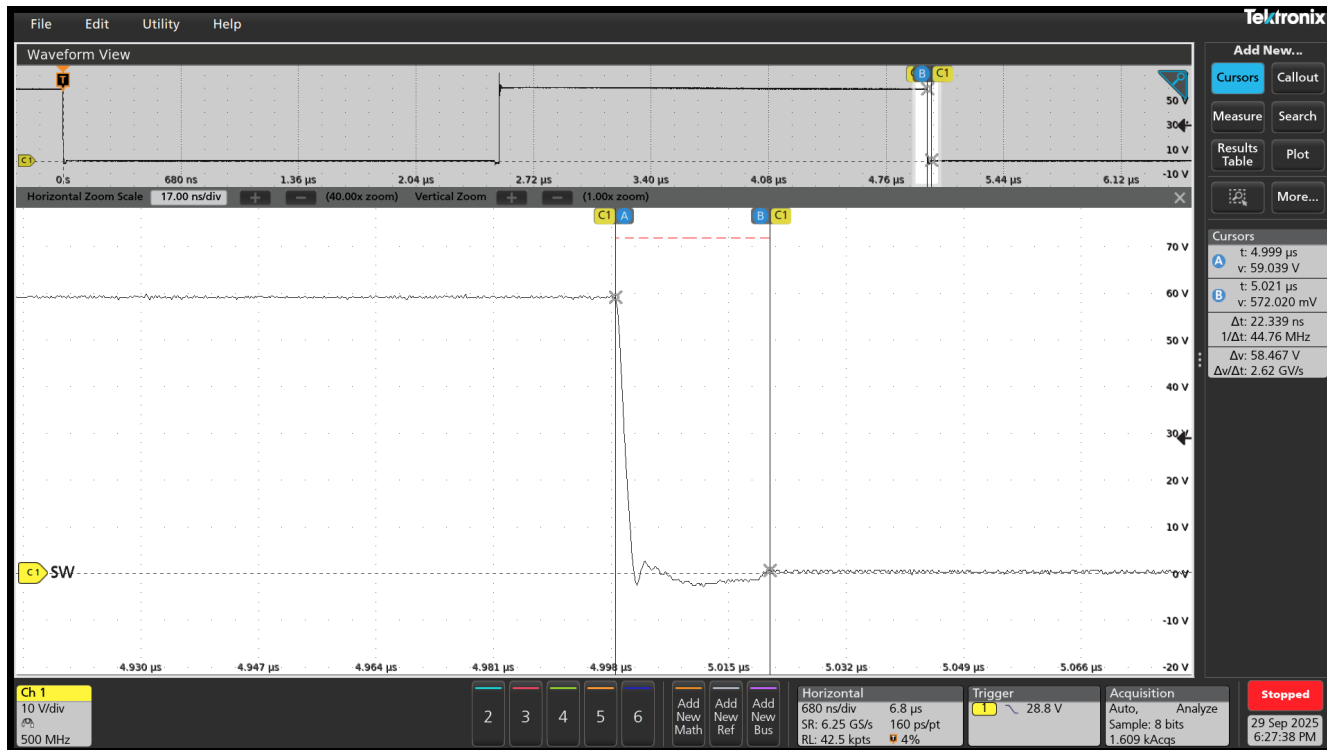 File Edit Utility Help
Tektronix
Waveform View
Add New...
T
C B C1
Cursors Callout
50 V
Measure Search
30 V
C1
10 V
Results Table Plot
-10 V
0 s 680 ns 1.36 µs 2.04 µs 2.72 µs 3.40 µs 4.08 µs 4.76 µs 5.44 µs 6.12 µs
Horizontal Zoom Scale 17.00 ns/div + — (40.00x zoom) Vertical Zoom + — (1.00x zoom)
More...
C1 A B C1
70 V
60 V
50 V
40 V
30 V
20 V
10 V
0 V
-10 V
-20 V
C1 SW
4.930 µs 4.947 µs 4.964 µs 4.981 µs 4.998 µs 5.015 µs 5.032 µs 5.049 µs 5.066 µs
Cursors
A t: 4.999 µs
v: 59.039 V
B t: 5.021 µs
v: 572.020 mV
Δt: 22.339 ns
1/Δt: 44.76 MHz
Δv: 58.467 V
Δv/Δt: 2.62 GV/s
Ch 1
10 V/div
500 MHz
2 3 4 5 6
Add New Math
Add New Ref
Add New Bus
Horizontal
680 ns/div 6.8 µs
SR: 6.25 GS/s 160 ps/pt
RL: 42.5 kpts T 4%
Trigger
1 28.8 V
Acquisition
Auto, Analyze
Sample: 8 bits
1.609 kAcqs
Stopped
29 Sep 2025
6:27:38 PM